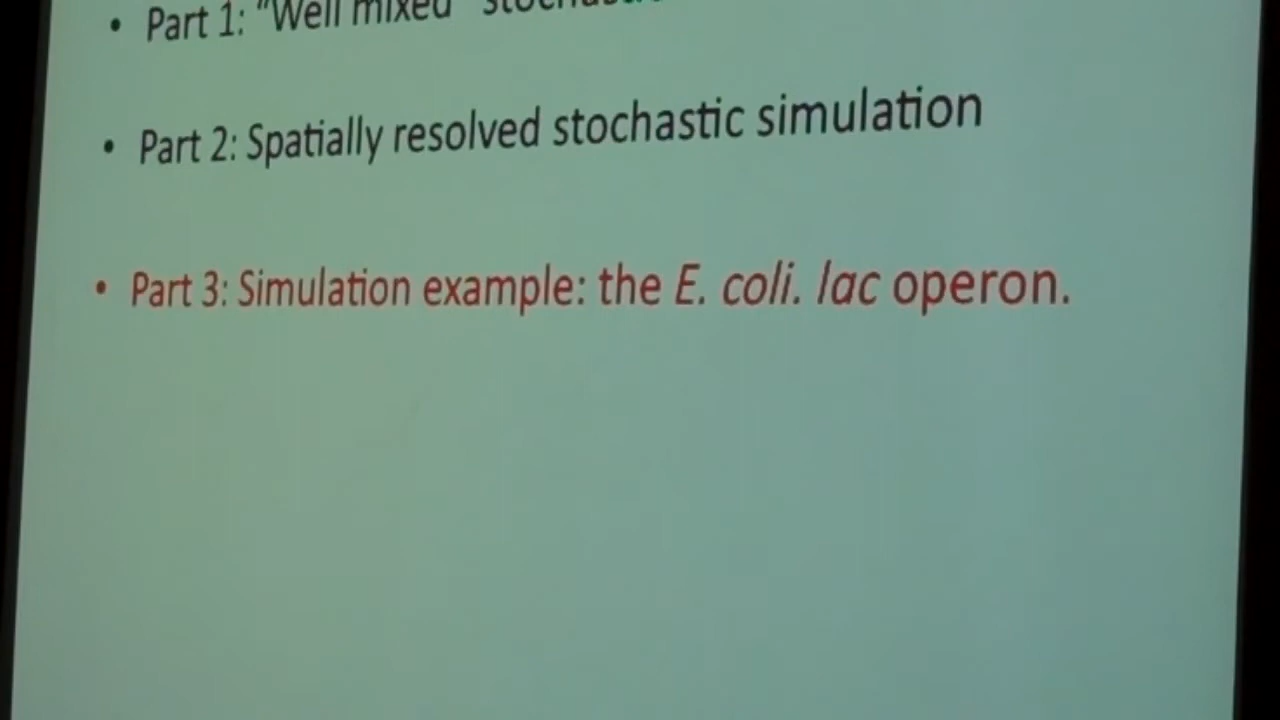 • Part 1: "Well mixed"
• Part 2: Spatially resolved stochastic simulation
• Part 3: Simulation example: the E. coli. lac operon.